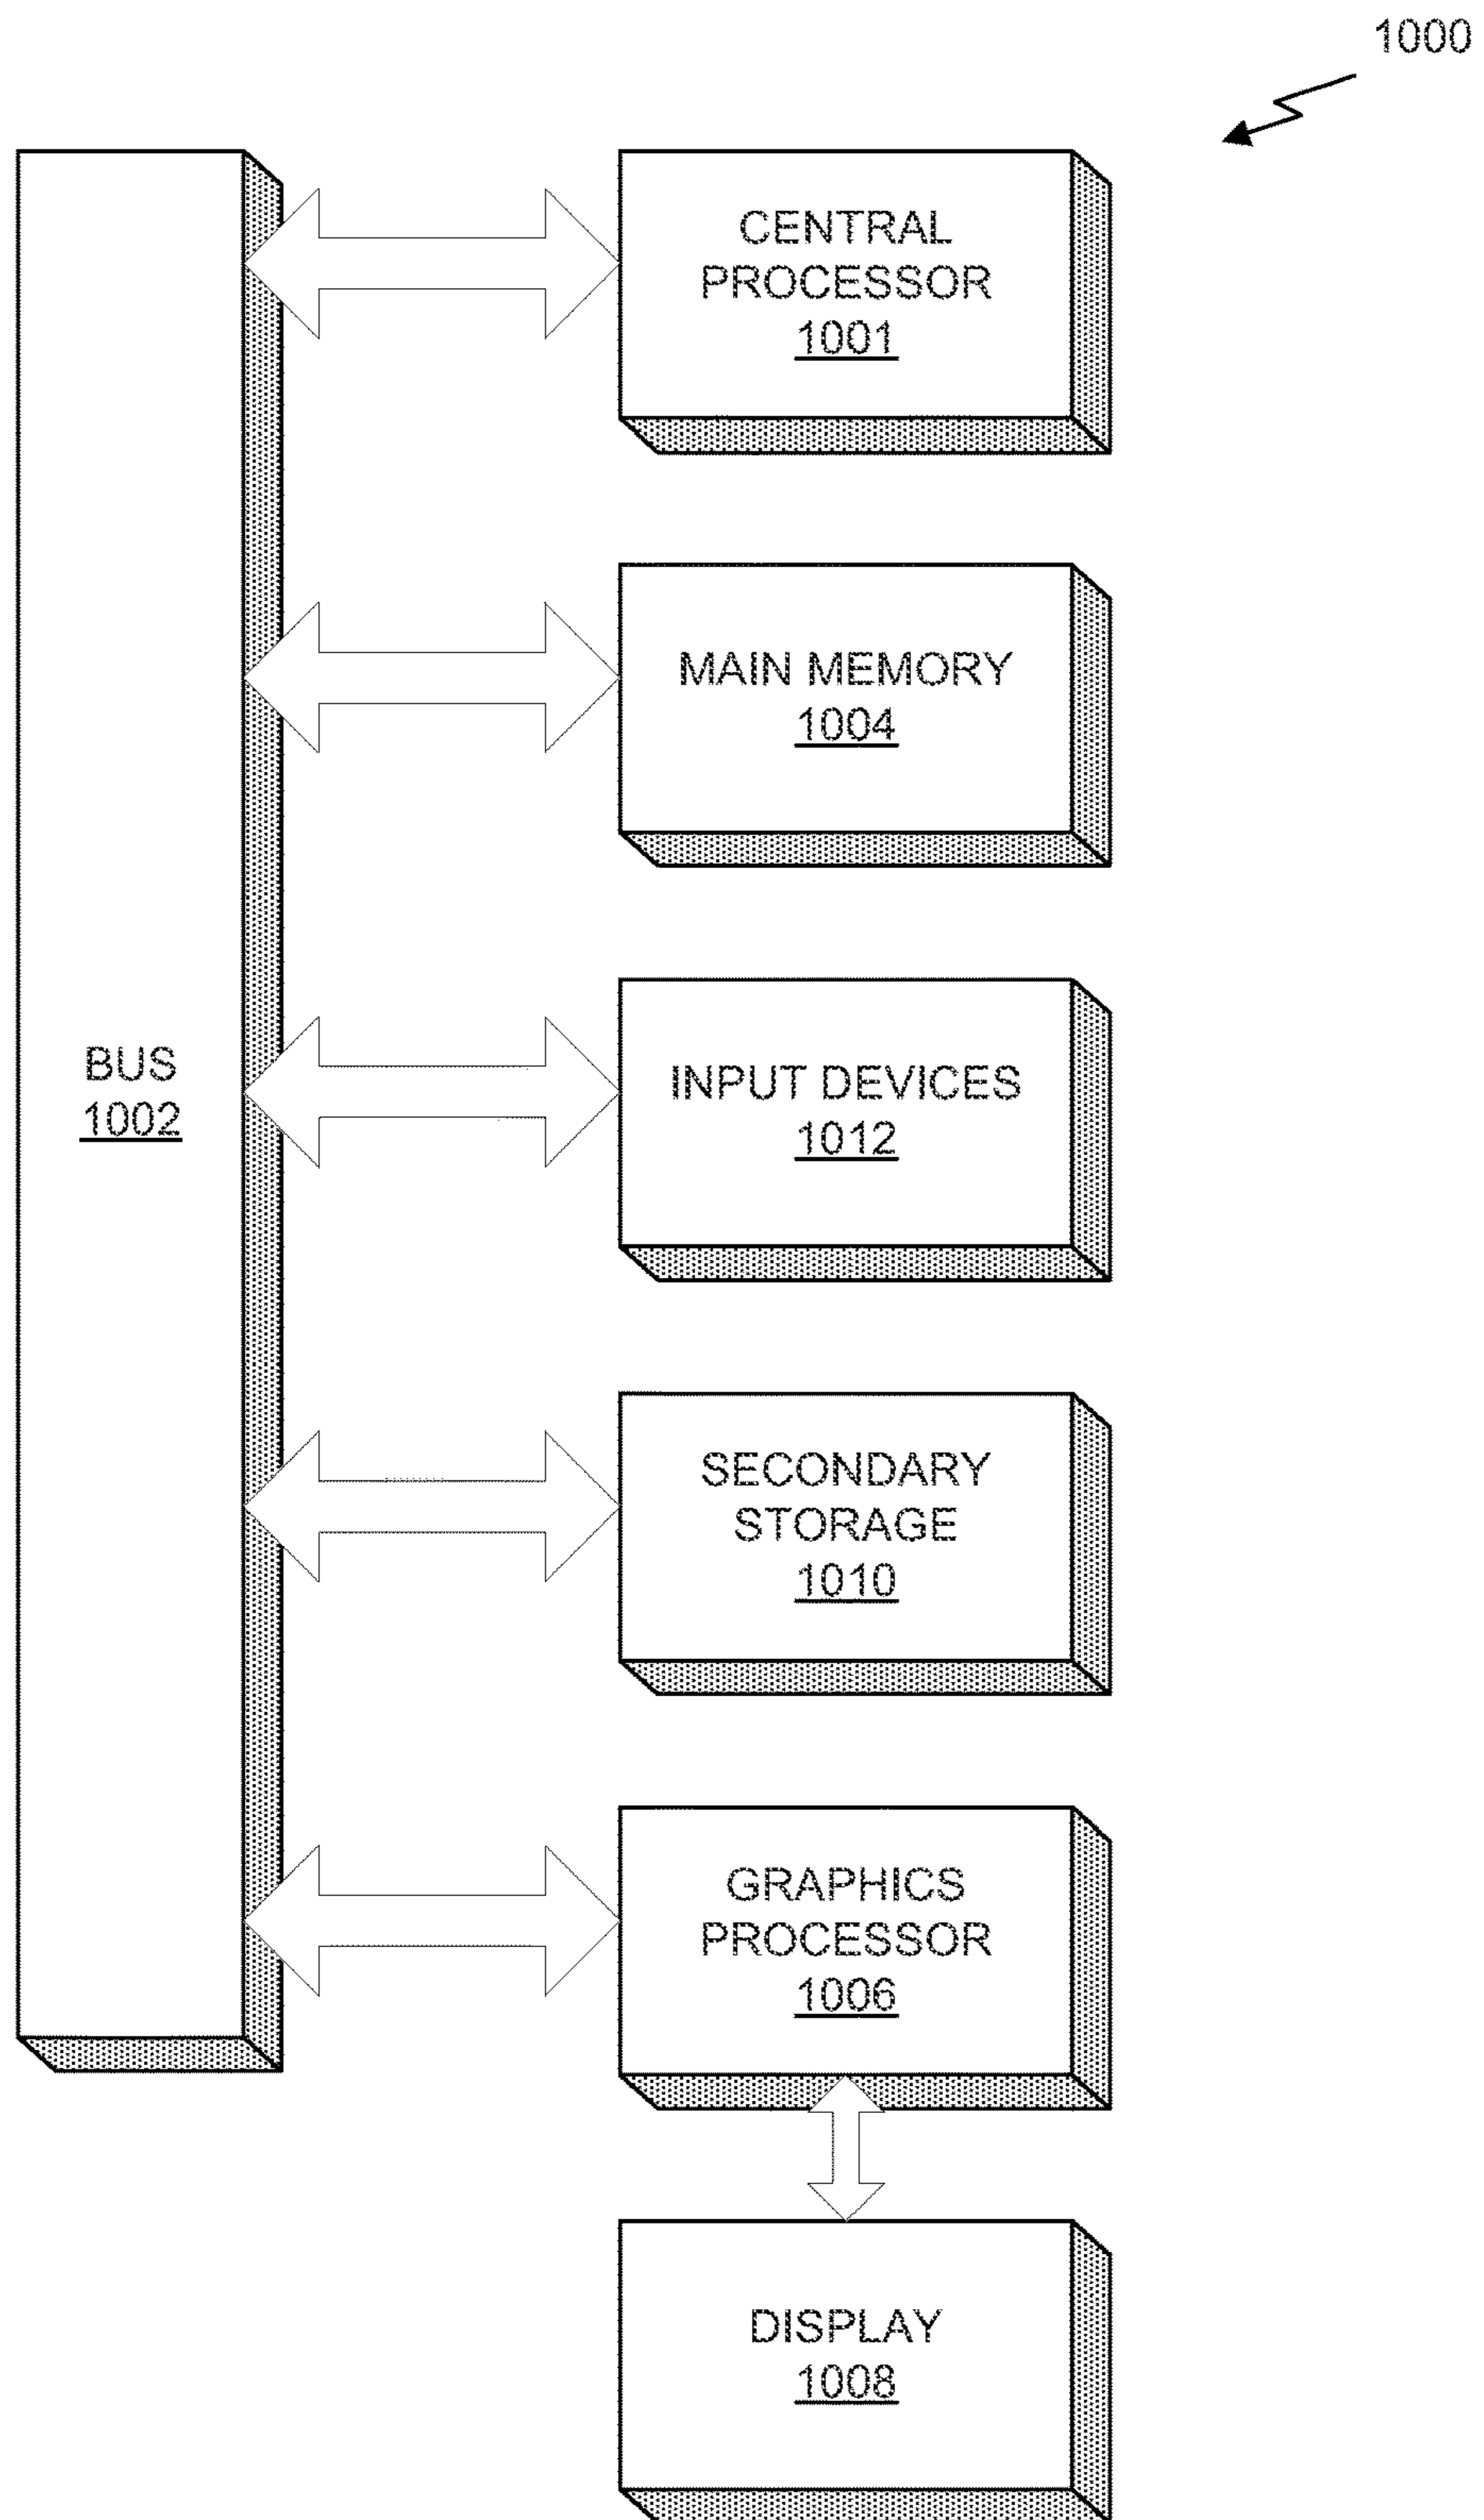 1000
CENTRAL
PROCESSOR
1001
MAIN MEMORY
1004
BUS
1002
INPUT DEVICES
1012
SECONDARY
STORAGE
1010
GRAPHICS
PROCESSOR
1006
DISPLAY
1008